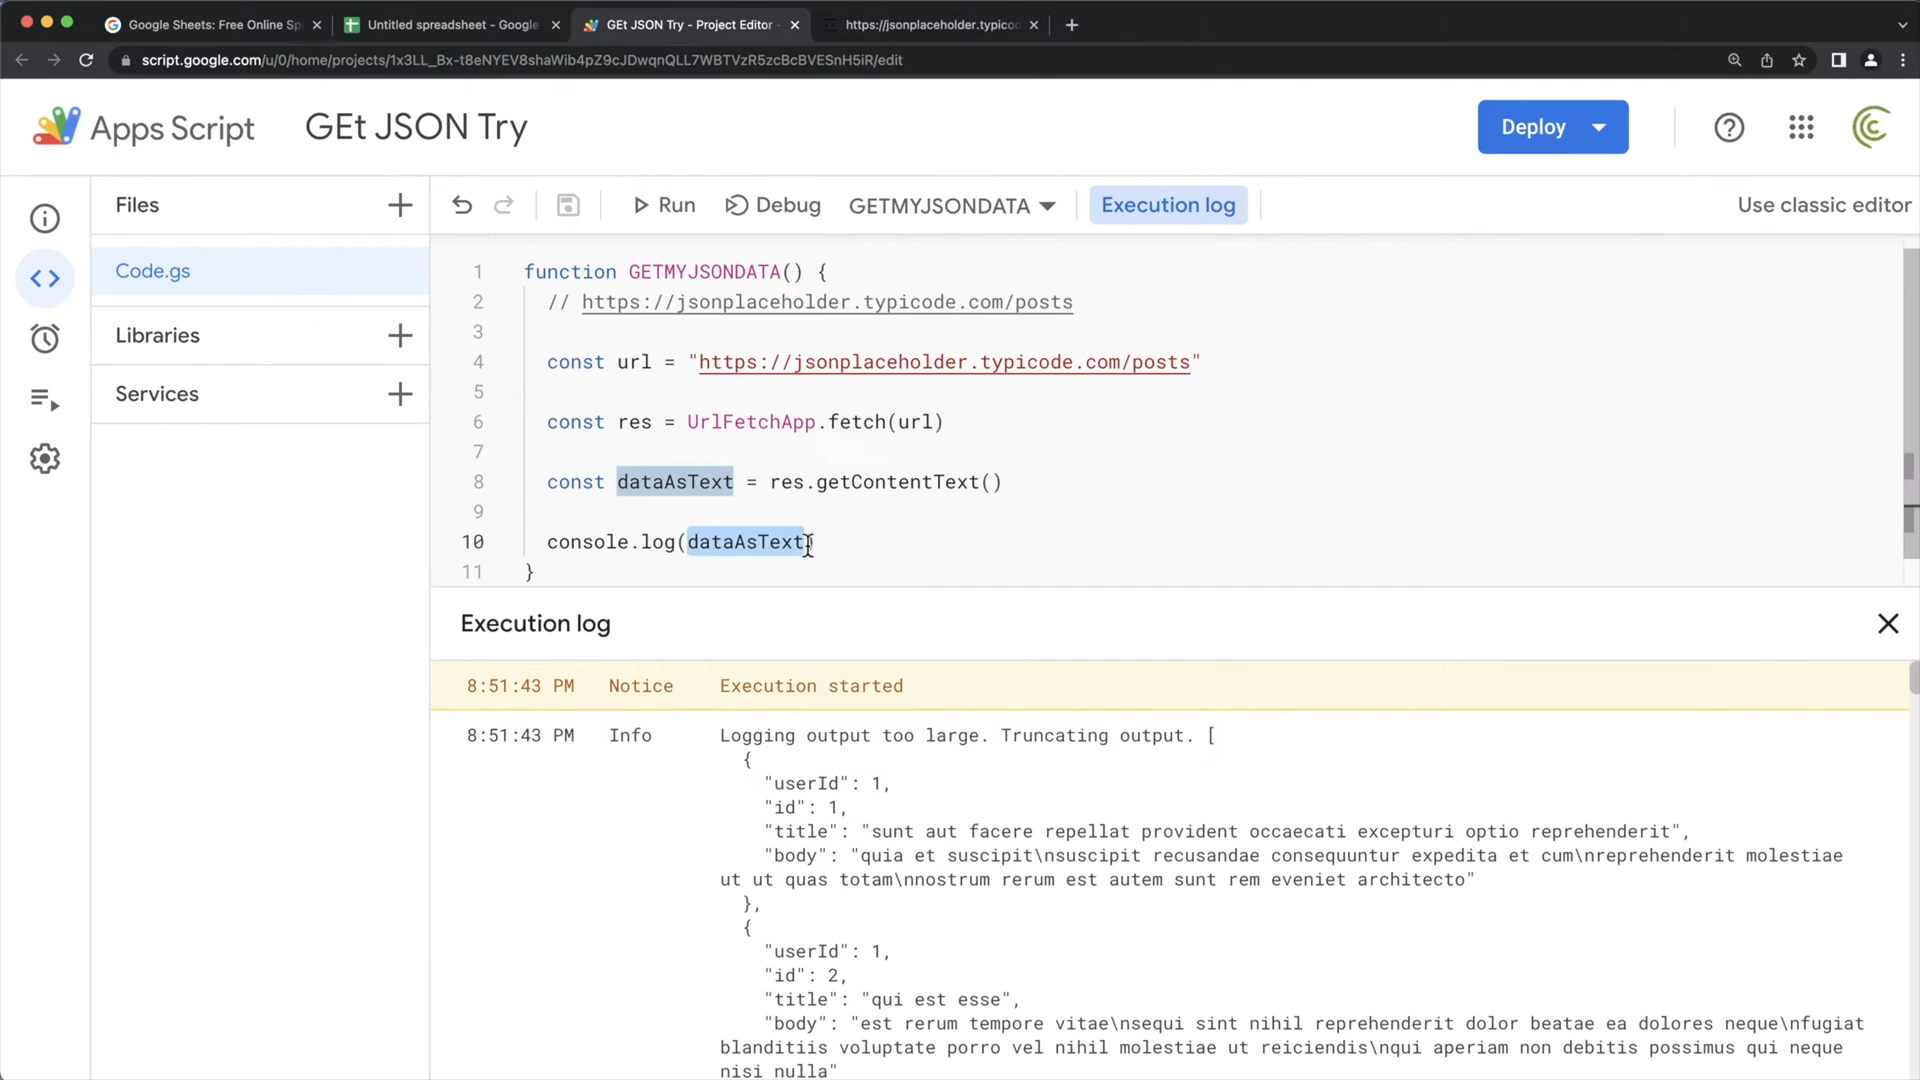 Google Sheets: Free Online Sp
Untitled spreadsheet - Google
GEt JSON Try - Project Editor
https://jsonplaceholder.typicod
script.google.com/u/0/home/projects/1x3LL_Bx-t8eNYEV8shaWib4pZ9cJDwqnQLL7WBTVzR5zcBcBVESnH5iR/edit
Apps Script
GEt JSON Try
Deploy
Files
Run
Debug
GETMYJSONDATA
Execution log
Use classic editor
Code.gs
Libraries
Services
1 function GETMYJSONDATA() {
2 // https://jsonplaceholder.typicode.com/posts
3
4 const url = "https://jsonplaceholder.typicode.com/posts"
5
6 const res = UrlFetchApp.fetch(url)
7
8 const dataAsText = res.getContentText()
9
10 console.log(dataAsText)
11 }
Execution log
8:51:43 PM Notice Execution started
8:51:43 PM Info Logging output too large. Truncating output. [
{
"userId": 1,
"id": 1,
"title": "sunt aut facere repellat provident occaecati excepturi optio reprehenderit",
"body": "quia et suscipit\nsuscipit recusandae consequuntur expedita et cum\nreprehenderit molestiae
ut ut quas totam\nnostrum rerum est autem sunt rem eveniet architecto"
},
{
"userId": 1,
"id": 2,
"title": "qui est esse",
"body": "est rerum tempore vitae\nsequi sint nihil reprehenderit dolor beatae ea dolores neque\nfugiat
blanditiis voluptate porro vel nihil molestiae ut reiciendis\nqui aperiam non debitis possimus qui neque
nisi nulla"